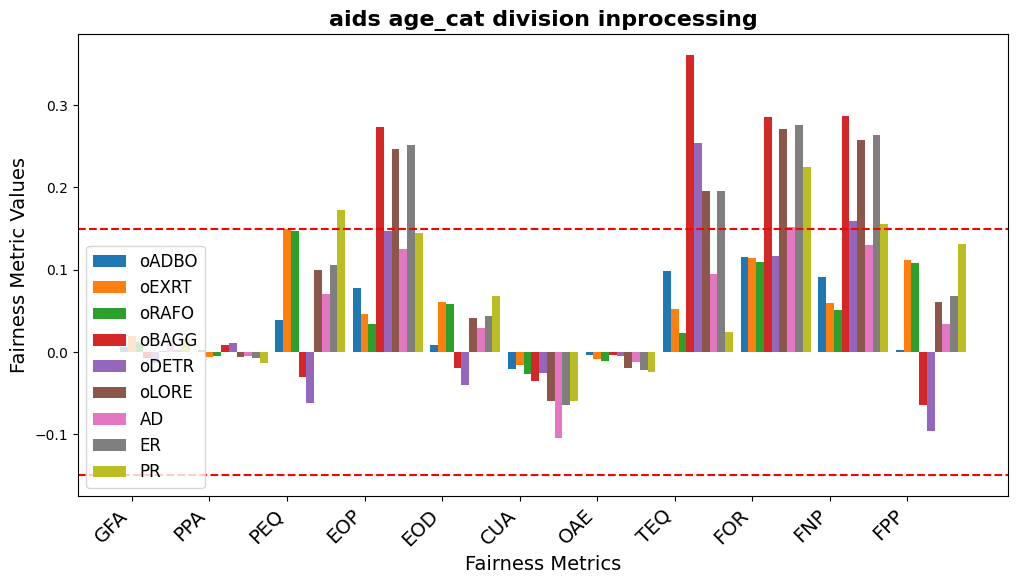 aids age_cat division inprocessing
Fairness Metric Values
0.3
0.2
0.1
0.0
−0.1
oADBO
oEXRT
oRAFO
oBAGG
oDETR
oLORE
AD
ER
PR
GFA
PPA
PEQ
EOP
EOD
CUA
OAE
TEQ
FOR
FNP
FPP
Fairness Metrics